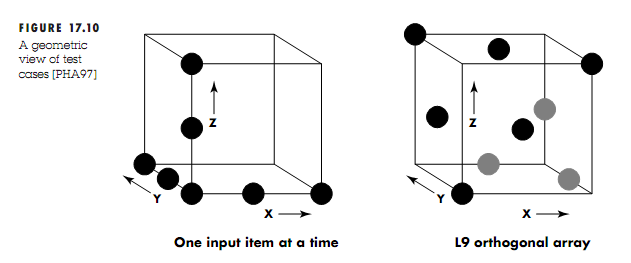 FIGURE 17.10
A geometric
view of test
cases [PHA97]
Z
Y
X
One input item at a time
Z
Y
X
L9 orthogonal array